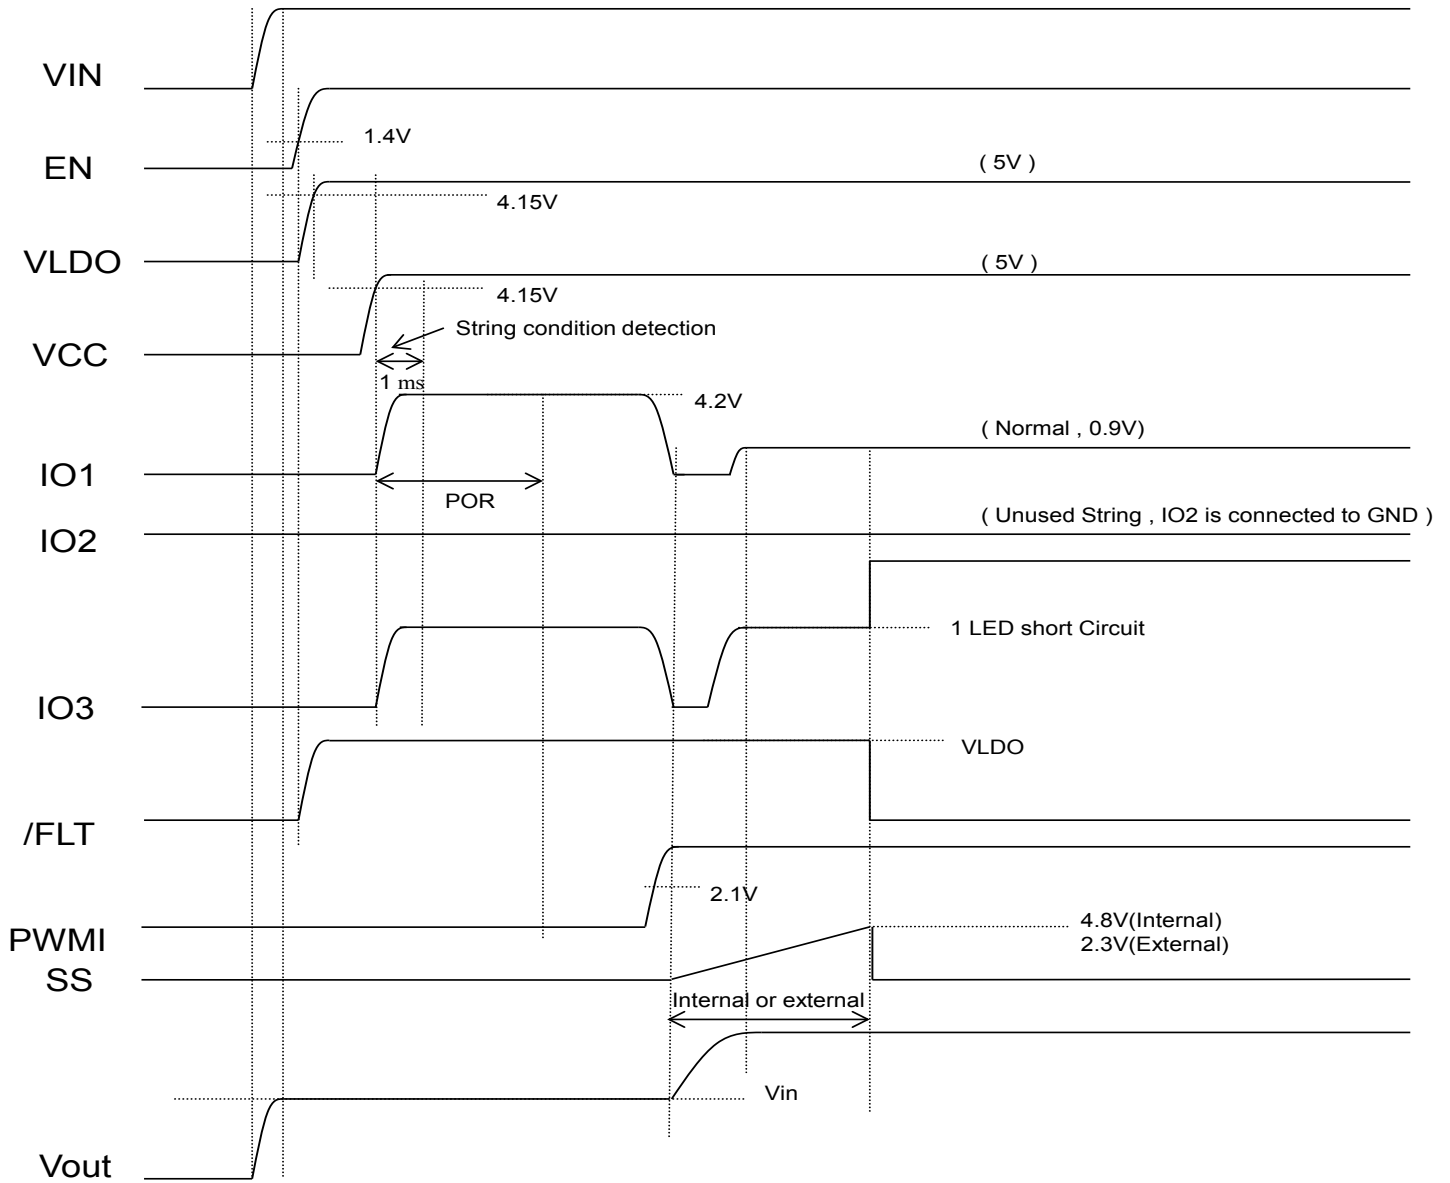 VIN
1.4V
EN
( 5V )
4.15V
VLDO
( 5V )
4.15V
String condition detection
VCC
1 ms
4.2V
( Normal , 0.9V)
IO1
POR
( Unused String , IO2 is connected to GND )
IO2
1 LED short Circuit
IO3
VLDO
/FLT
2.1V
4.8V(Internal)
PWMI
2.3V(External)
SS
Internal or external
Vin
Vout